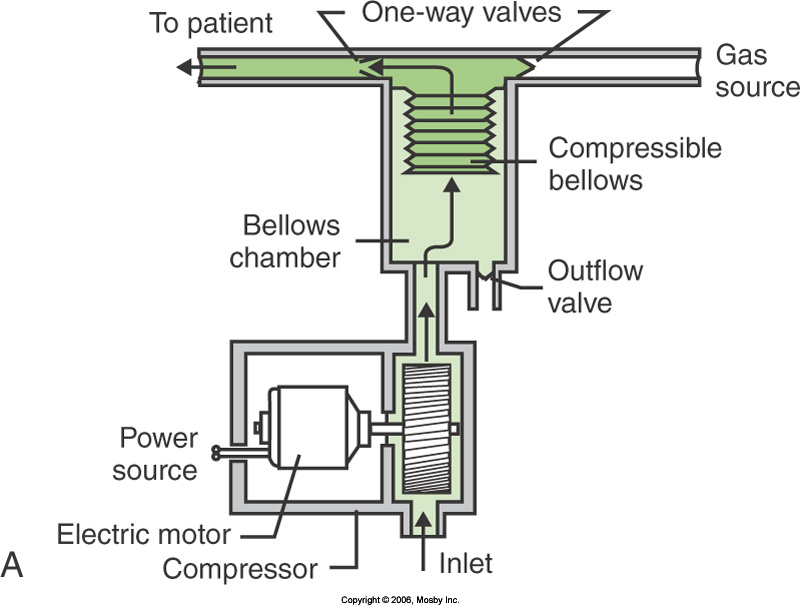 To patient
One-way valves
Gas
source
Compressible
bellows
Bellows
chamber
Outflow
valve
Power
source
Electric motor
Compressor
Inlet
A
Copyright © 2006, Mosby Inc.